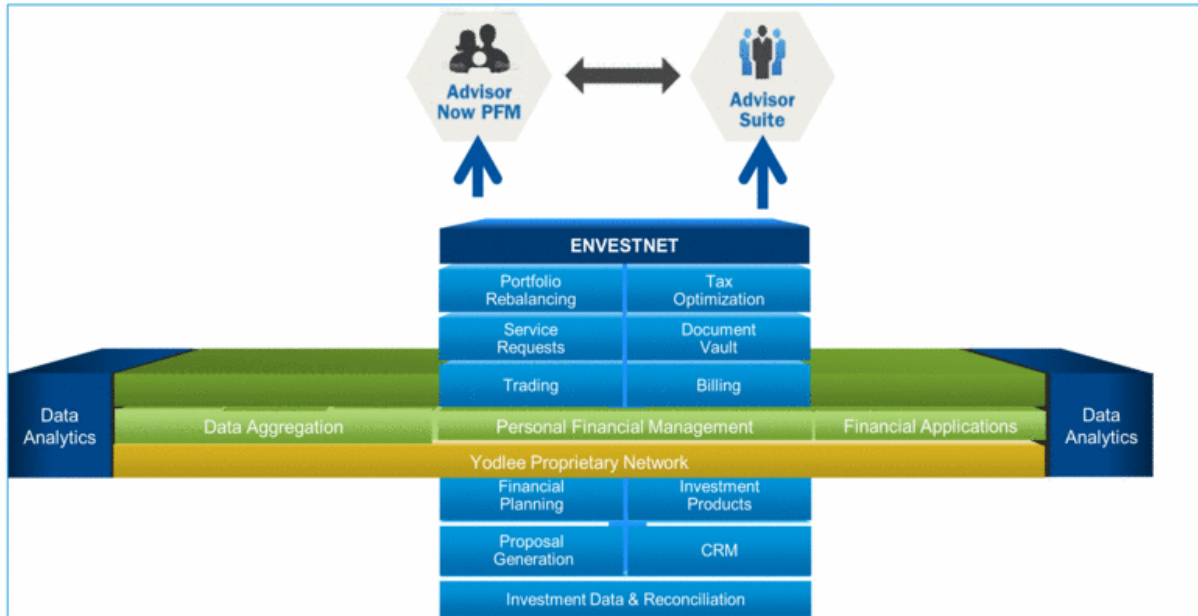 Advisor
Now PFM
Advisor
Suite
ENVESTNET
Portfolio
Rebalancing
Tax
Optimization
Service
Requests
Document
Vault
Trading
Billing
Data
Analytics
Data Aggregation
Personal Financial Management
Financial Applications
Data
Analytics
Yodlee Proprietary Network
Financial
Planning
Investment
Products
Proposal
Generation
CRM
Investment Data & Reconciliation